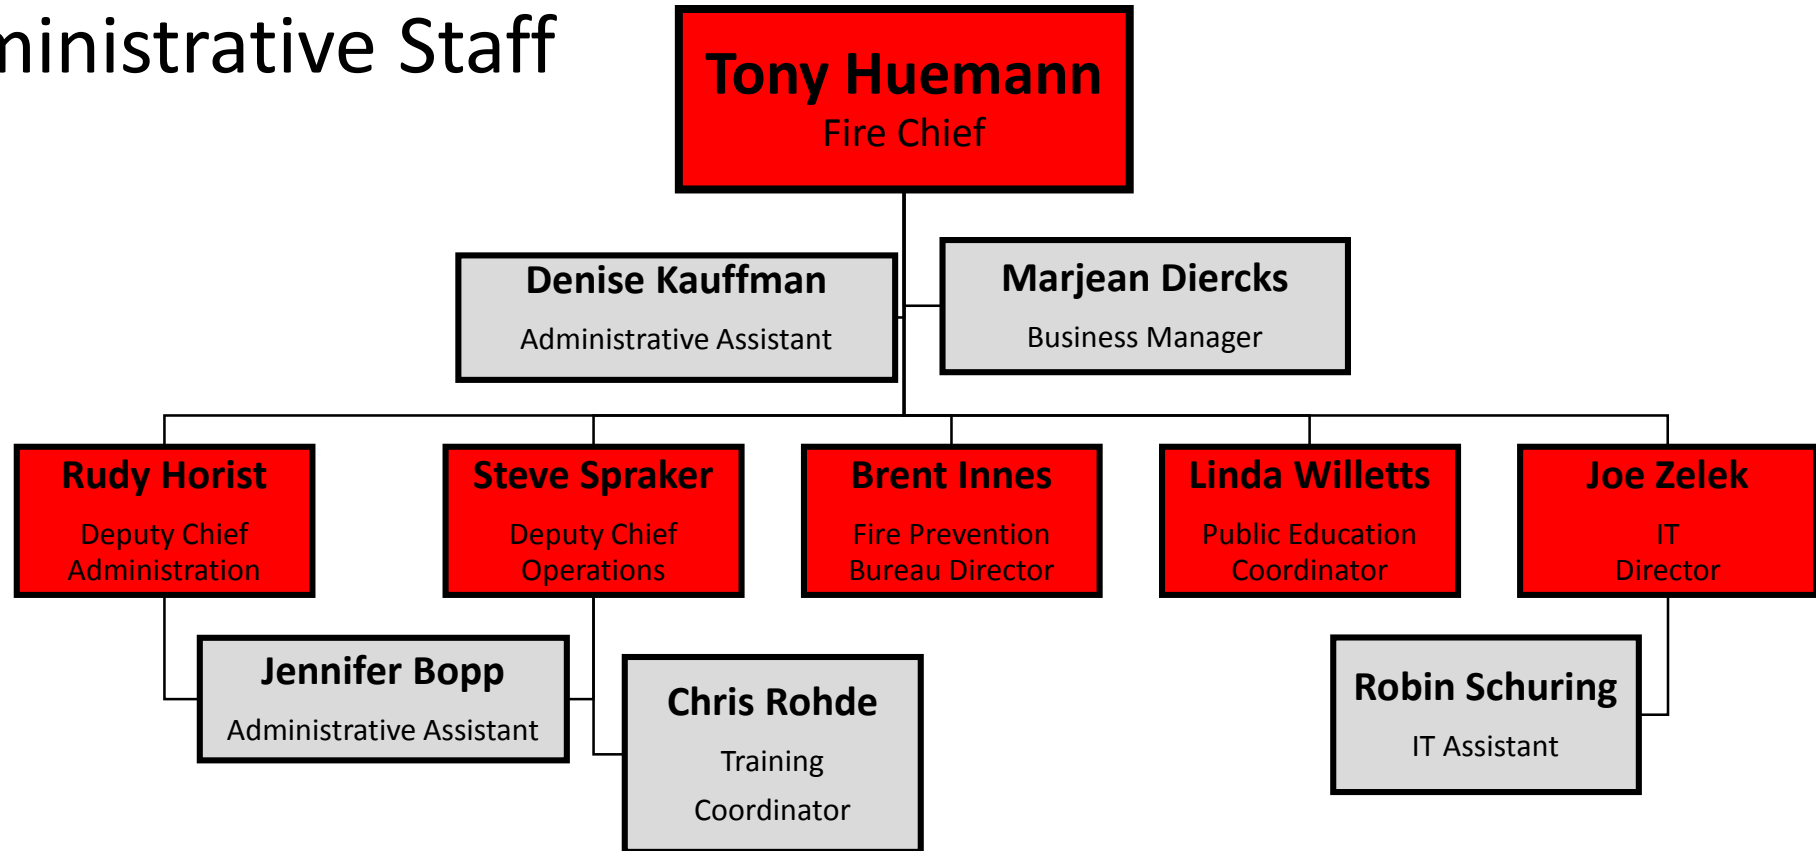 ministrative Staff
Tony Huemann
Fire Chief
Denise Kauffman
Administrative Assistant
Marjean Diercks
Business Manager
Rudy Horist
Deputy Chief
Administration
Steve Spraker
Deputy Chief
Operations
Brent Innes
Fire Prevention
Bureau Director
Linda Willetts
Public Education
Coordinator
Joe Zelek
IT
Director
Jennifer Bopp
Administrative Assistant
Chris Rohde
Training
Coordinator
Robin Schuring
IT Assistant